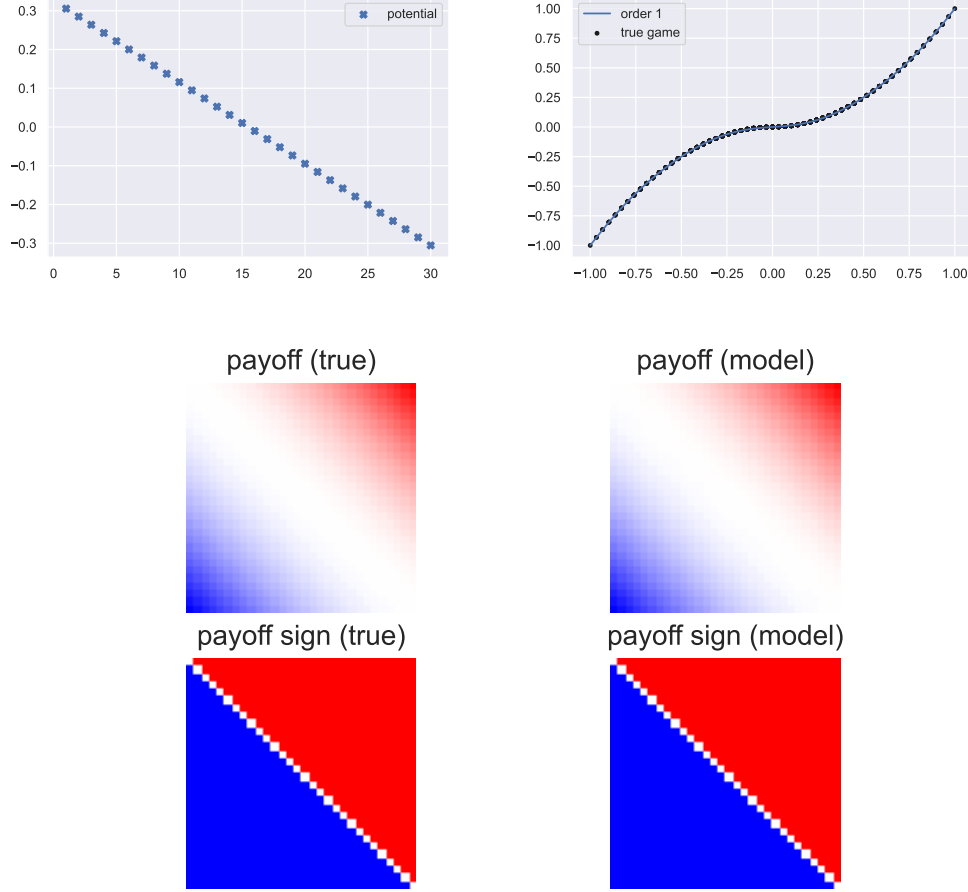 potential
0.3
0.2
0.1
0.0
−0.1
−0.2
−0.3
0 5 10 15 20 25 30
order 1
true game
1.00
0.75
0.50
0.25
0.00
−0.25
−0.50
−0.75
−1.00
−1.00 −0.75 −0.50 −0.25 0.00 0.25 0.50 0.75 1.00
payoff (true)
payoff (model)
payoff sign (true)
payoff sign (model)